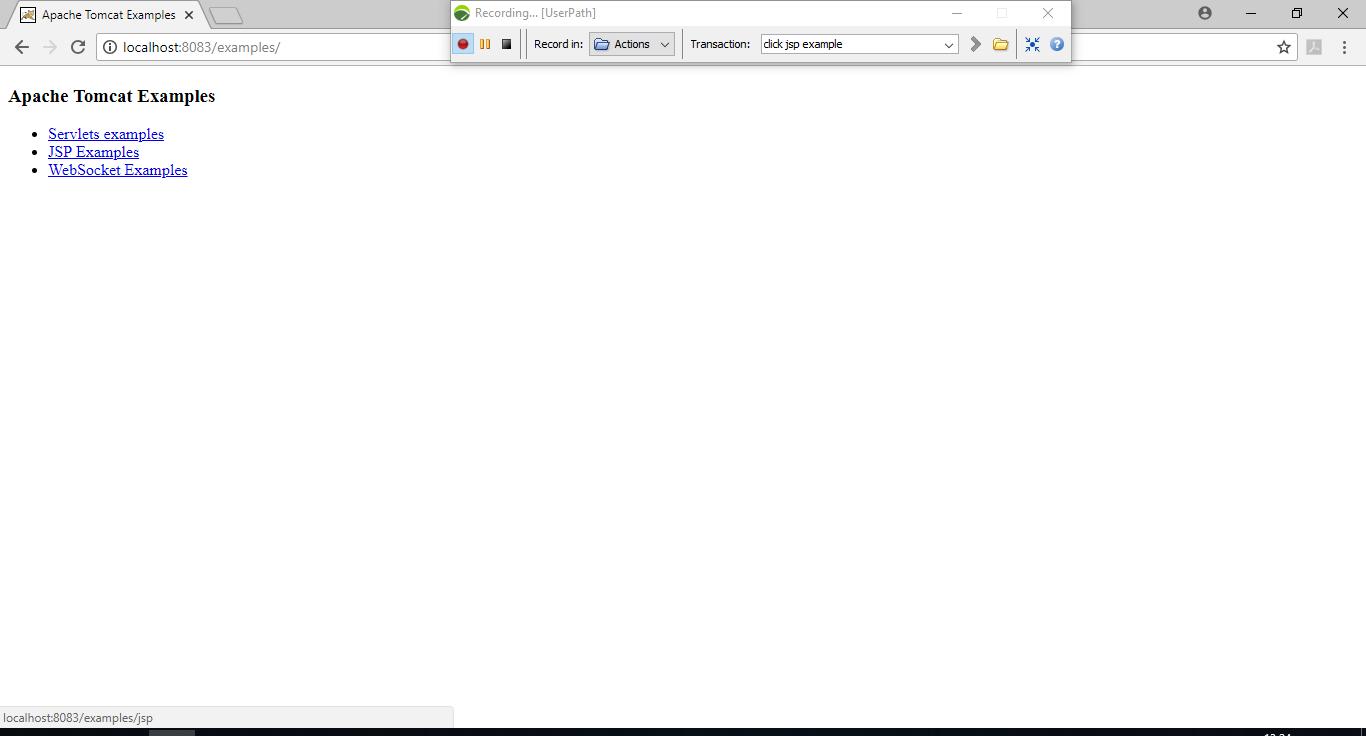 Apache Tomcat Examples
Recording... [UserPath]
localhost:8083/examples/
Record in: Actions Transaction: click jsp example
Apache Tomcat Examples
Servlets examples
JSP Examples
WebSocket Examples
localhost:8083/examples/jsp